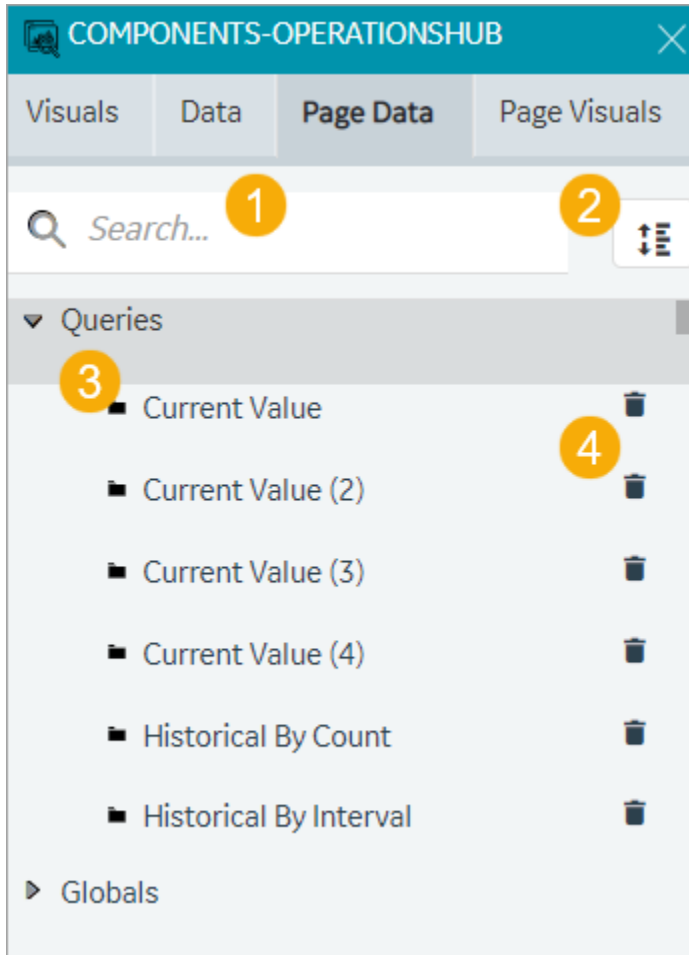 COMPONENTS-OPERATIONSHUB
Visuals Data Page Data Page Visuals
Search... 1 2
Queries
3
Current Value
4
Current Value (2)
Current Value (3)
Current Value (4)
Historical By Count
Historical By Interval
Globals